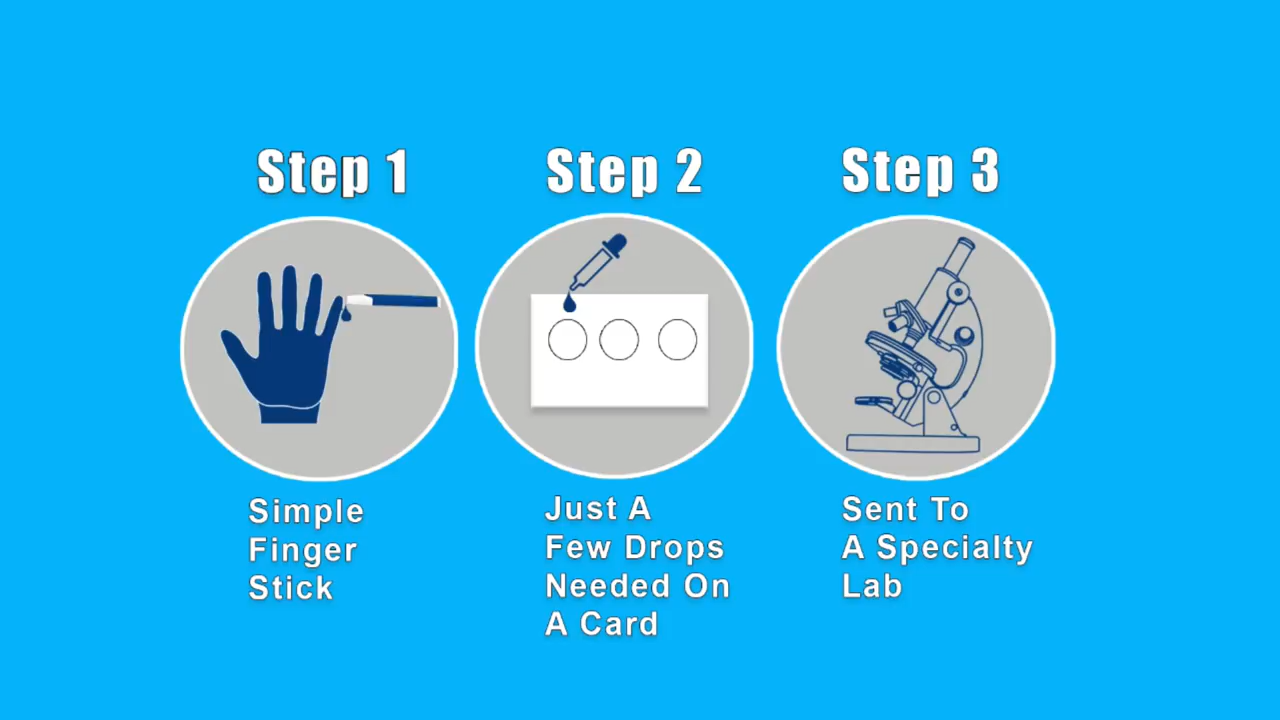 Step 1
Simple
Finger
Stick
Step 2
Just A
Few Drops
Needed On
A Card
Step 3
Sent To
A Specialty
Lab